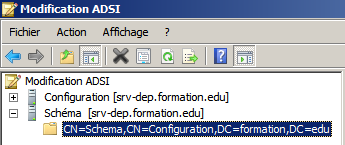 Modification ADSI
Fichier Action Affichage ?
Modification ADSI
Configuration [srv-dep.formation.edu]
Schéma [srv-dep.formation.edu]
CN=Schema,CN=Configuration,DC=formation,DC=edu